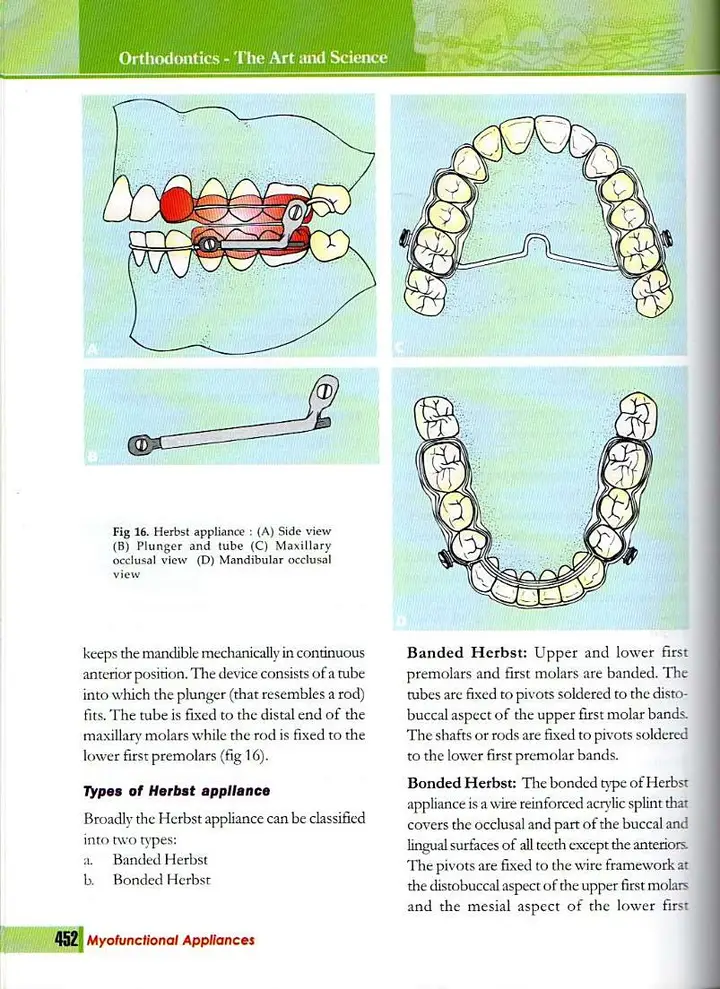 Orthodontics - The Art and Science
A
C
B
D
Fig 16. Herbst appliance : (A) Side view
(B) Plunger and tube (C) Maxillary
occlusal view (D) Mandibular occlusal
view
keeps the mandible mechanically in continuous
anterior position. The device consists of a tube
into which the plunger (that resembles a rod)
fits. The tube is fixed to the distal end of the
maxillary molars while the rod is fixed to the
lower first premolars (fig 16).
Types of Herbst appliance
Broadly the Herbst appliance can be classified
into two types:
a. Banded Herbst
b. Bonded Herbst
Banded Herbst: Upper and lower first
premolars and first molars are banded. The
tubes are fixed to pivots soldered to the disto-
buccal aspect of the upper first molar bands.
The shafts or rods are fixed to pivots soldered
to the lower first premolar bands.
Bonded Herbst: The bonded type of Herbst
appliance is a wire reinforced acrylic splint that
covers the occlusal and part of the buccal and
lingual surfaces of all teeth except the anteriors.
The pivots are fixed to the wire framework at
the distobuccal aspect of the upper first molars
and the mesial aspect of the lower first
452 Myofunctional Appliances